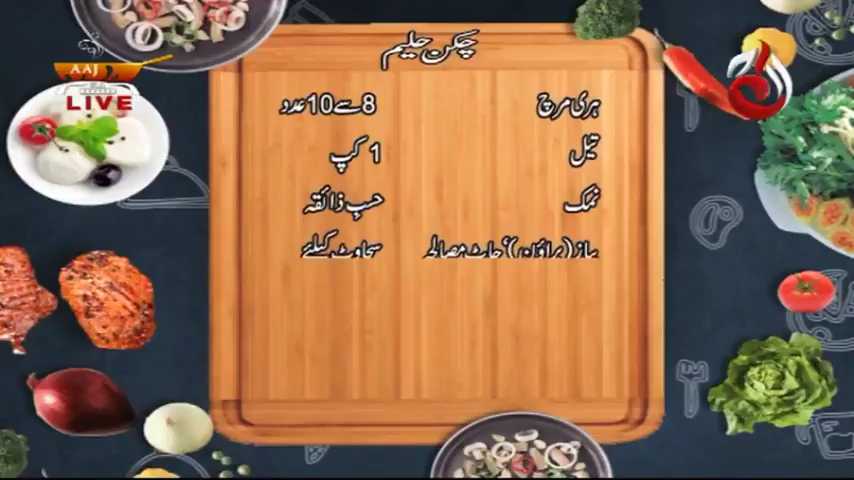 چکن حلیم
AAJ
LIVE
ہری مرچ 8 سے 10 عدد
تیل 1 کپ
نمک حسبِ ذائقہ
پیاز (براؤن)، چاٹ مصالحہ سجاوٹ کیلئے